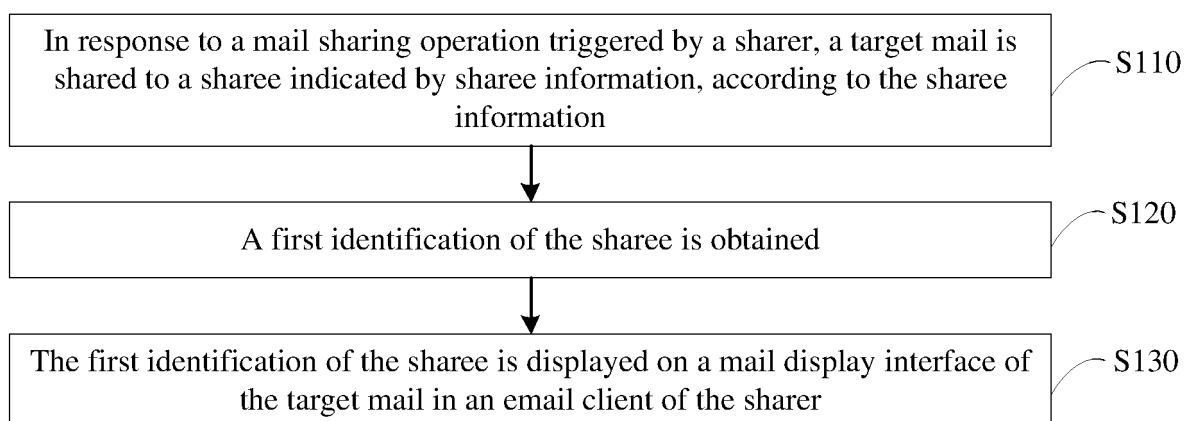 In response to a mail sharing operation triggered by a sharer, a target mail is
shared to a sharee indicated by sharee information, according to the sharee
information
S110
A first identification of the sharee is obtained
S120
The first identification of the sharee is displayed on a mail display interface of
the target mail in an email client of the sharer
S130